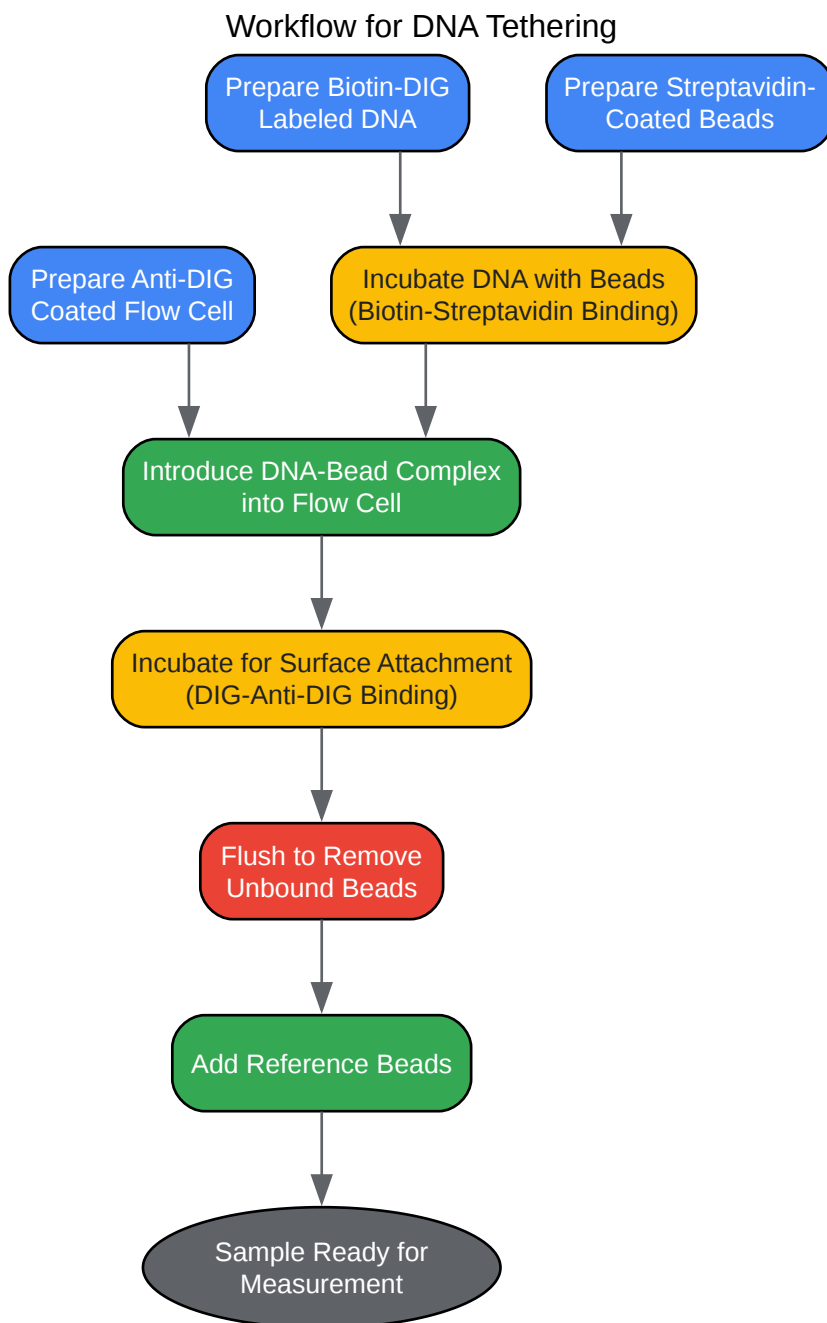 Workflow for DNA Tethering
Prepare Biotin-DIG
Labeled DNA
Prepare Streptavidin-
Coated Beads
Prepare Anti-DIG
Coated Flow Cell
Incubate DNA with Beads
(Biotin-Streptavidin Binding)
Introduce DNA-Bead Complex
into Flow Cell
Incubate for Surface Attachment
(DIG-Anti-DIG Binding)
Flush to Remove
Unbound Beads
Add Reference Beads
Sample Ready for
Measurement